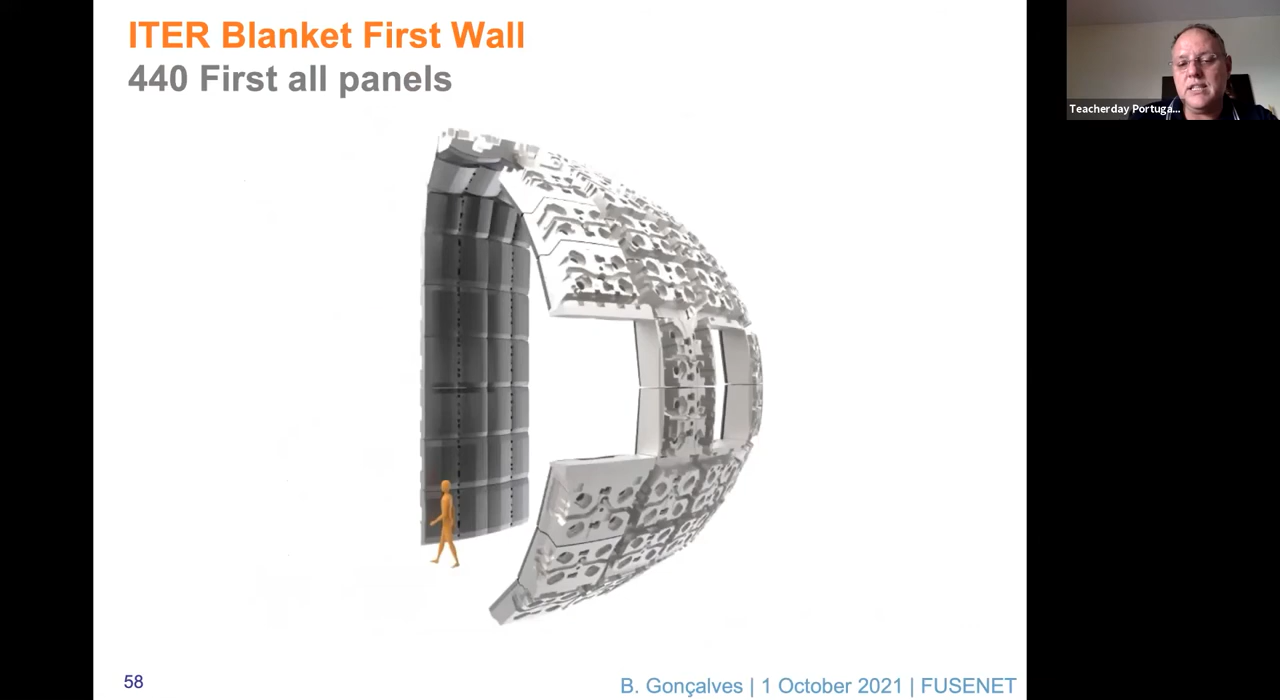 ITER Blanket First Wall
440 First all panels
Teacherday Portuga...
58
B. Gonçalves | 1 October 2021 | FUSENET